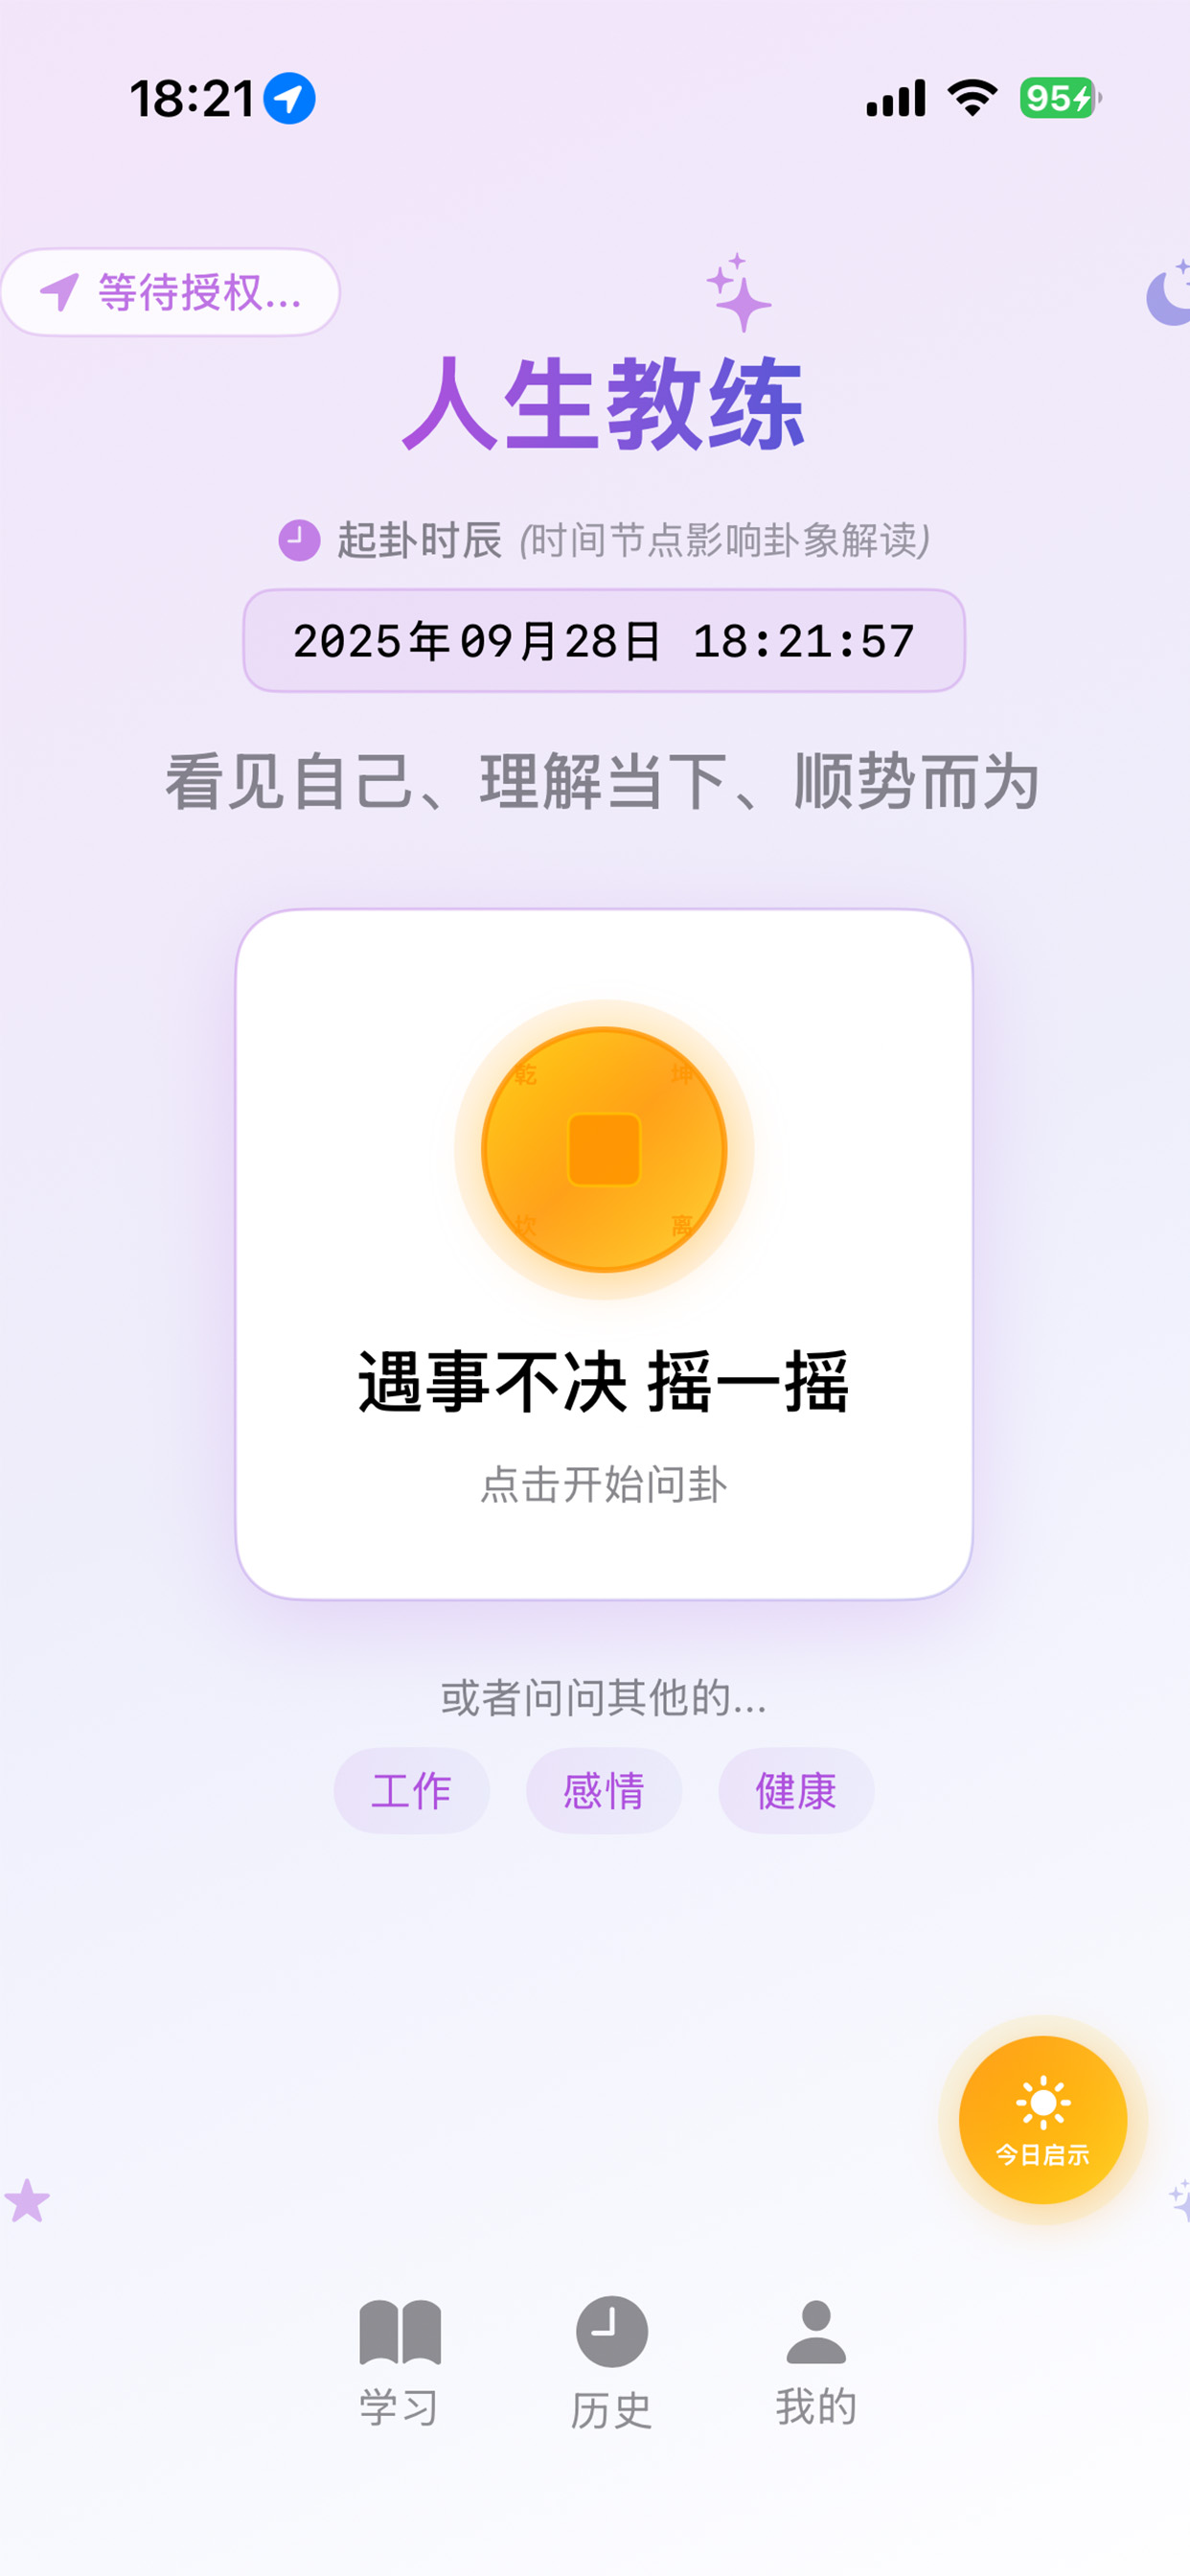 18:21
95
等待授权...
人生教练
起卦时辰 (时间节点影响卦象解读)
2025年09月28日 18:21:57
看见自己、理解当下、顺势而为
乾 坤
坎 离
遇事不决 摇一摇
点击开始问卦
或者问问其他的...
工作 感情 健康
今日启示
学习 历史 我的